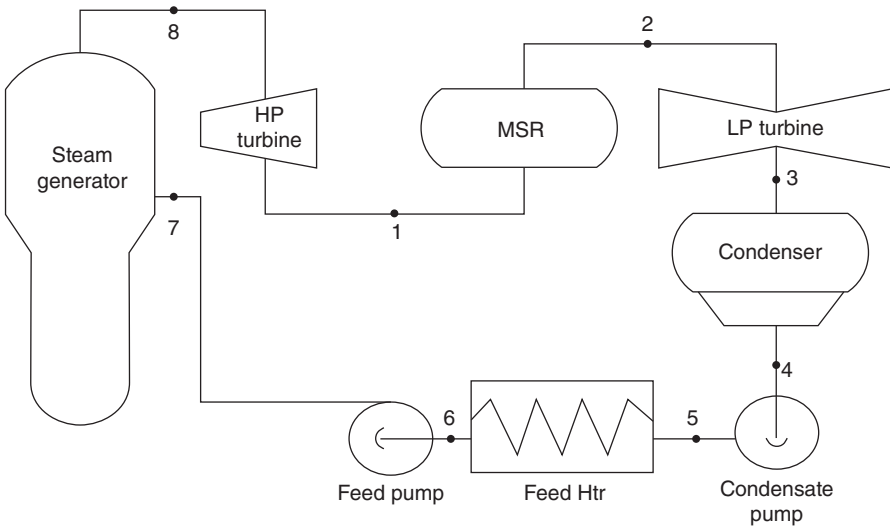 8
2
HP
turbine
MSR
LP turbine
Steam
generator
3
7
1
Condenser
4
6
5
Feed pump
Feed Htr
Condensate
pump